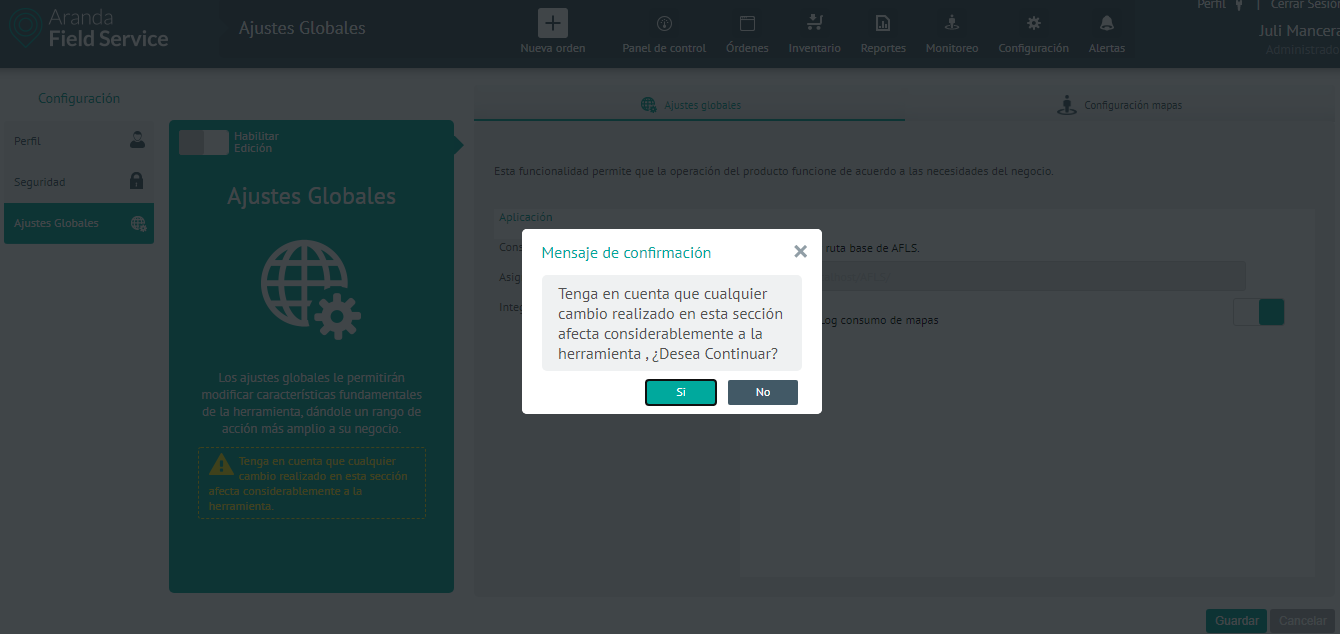 Aranda
Field Service
Ajustes Globales
Nueva orden
Panel de control
Órdenes
Inventario
Reportes
Monitoreo
Configuración
Alertas
Perfil | Cerrar Sesión
Juli Mancera
Administrado
Configuración
Perfil
Seguridad
Ajustes Globales
Habilitar
Edición
Ajustes Globales
Los ajustes globales le permitirán
modificar características fundamentales
de la herramienta, dándole un rango de
acción más amplio a su negocio.
Tenga en cuenta que cualquier
cambio realizado en esta sección
afecta considerablemente a la
herramienta.
Ajustes globales
Configuración mapas
Esta funcionalidad permite que la operación del producto funcione de acuerdo a las necesidades del negocio.
Aplicación
Cons
ruta base de AFLS.
Asig
Integ
Log consumo de mapas
Mensaje de confirmación
Tenga en cuenta que cualquier
cambio realizado en esta sección
afecta considerablemente a la
herramienta , ¿Desea Continuar?
Si
No
Guardar
Cancelar